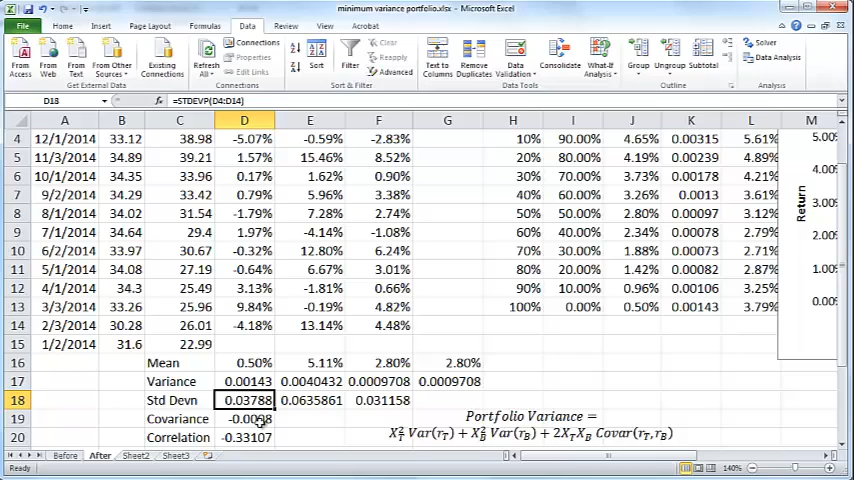 minimum variance portfolio.xlsx - Microsoft Excel
File Home Insert Page Layout Formulas Data Review View Acrobat
From Access From Web From Text From Other Sources Existing Connections Refresh All Connections Properties Edit Links Sort Filter Clear Reapply Advanced Text to Columns Remove Duplicates Data Validation Consolidate What-If Analysis Group Ungroup Subtotal Solver Data Analysis
Get External Data Connections Sort & Filter Data Tools Outline Analysis
D18 fx =STDEVP(D4:D14)
A B C D E F G H I J K L M
4 12/1/2014 33.12 38.98 -5.07% -0.59% -2.83% 10% 90.00% 4.65% 0.00315 5.61% 5.00%
5 11/3/2014 34.89 39.21 1.57% 15.46% 8.52% 20% 80.00% 4.19% 0.00239 4.89%
6 10/1/2014 34.35 33.96 0.17% 1.62% 0.90% 30% 70.00% 3.73% 0.00178 4.21% 4.00%
7 9/2/2014 33.42 0.79% 5.96% 3.38% 40% 60.00% 3.26% 0.0013 3.61%
8 8/1/2014 34.02 31.54 -1.79% 7.28% 2.74% 50% 50.00% 2.80% 0.00097 3.12% 3.00%
9 7/1/2014 34.64 29.4 1.97% -4.14% -1.08% 60% 40.00% 2.34% 0.00078 2.79% 2.00%
10 6/2/2014 33.97 30.67 -0.32% 12.80% 6.24% 70% 30.00% 1.88% 0.00073 2.71%
11 5/1/2014 34.08 27.19 -0.64% 6.67% 3.01% 80% 20.00% 1.42% 0.00082 2.87% 1.00%
12 4/1/2014 34.3 25.49 3.13% -1.81% 0.66% 90% 10.00% 0.96% 0.00106 3.25%
13 3/3/2014 33.26 25.96 9.84% -0.19% 4.82% 100% 0.00% 0.50% 0.00143 3.79% 0.00%
Return
14 2/3/2014 30.28 26.01 -4.18% 13.14% 4.48%
15 1/2/2014 31.6 22.99
16 Mean 0.50% 5.11% 2.80% 2.80%
17 Variance 0.00143 0.0040432 0.0009708 0.0009708
18 Std Devn 0.03788 0.0635861 0.031158
19 Covariance Portfolio Variance =
20 Correlation -0.33107 X_T^2 Var(r_T) + X_B^2 Var(r_B) + 2X_TX_B Covar(r_T, r_B)
Before After Sheet2 Sheet3
140%